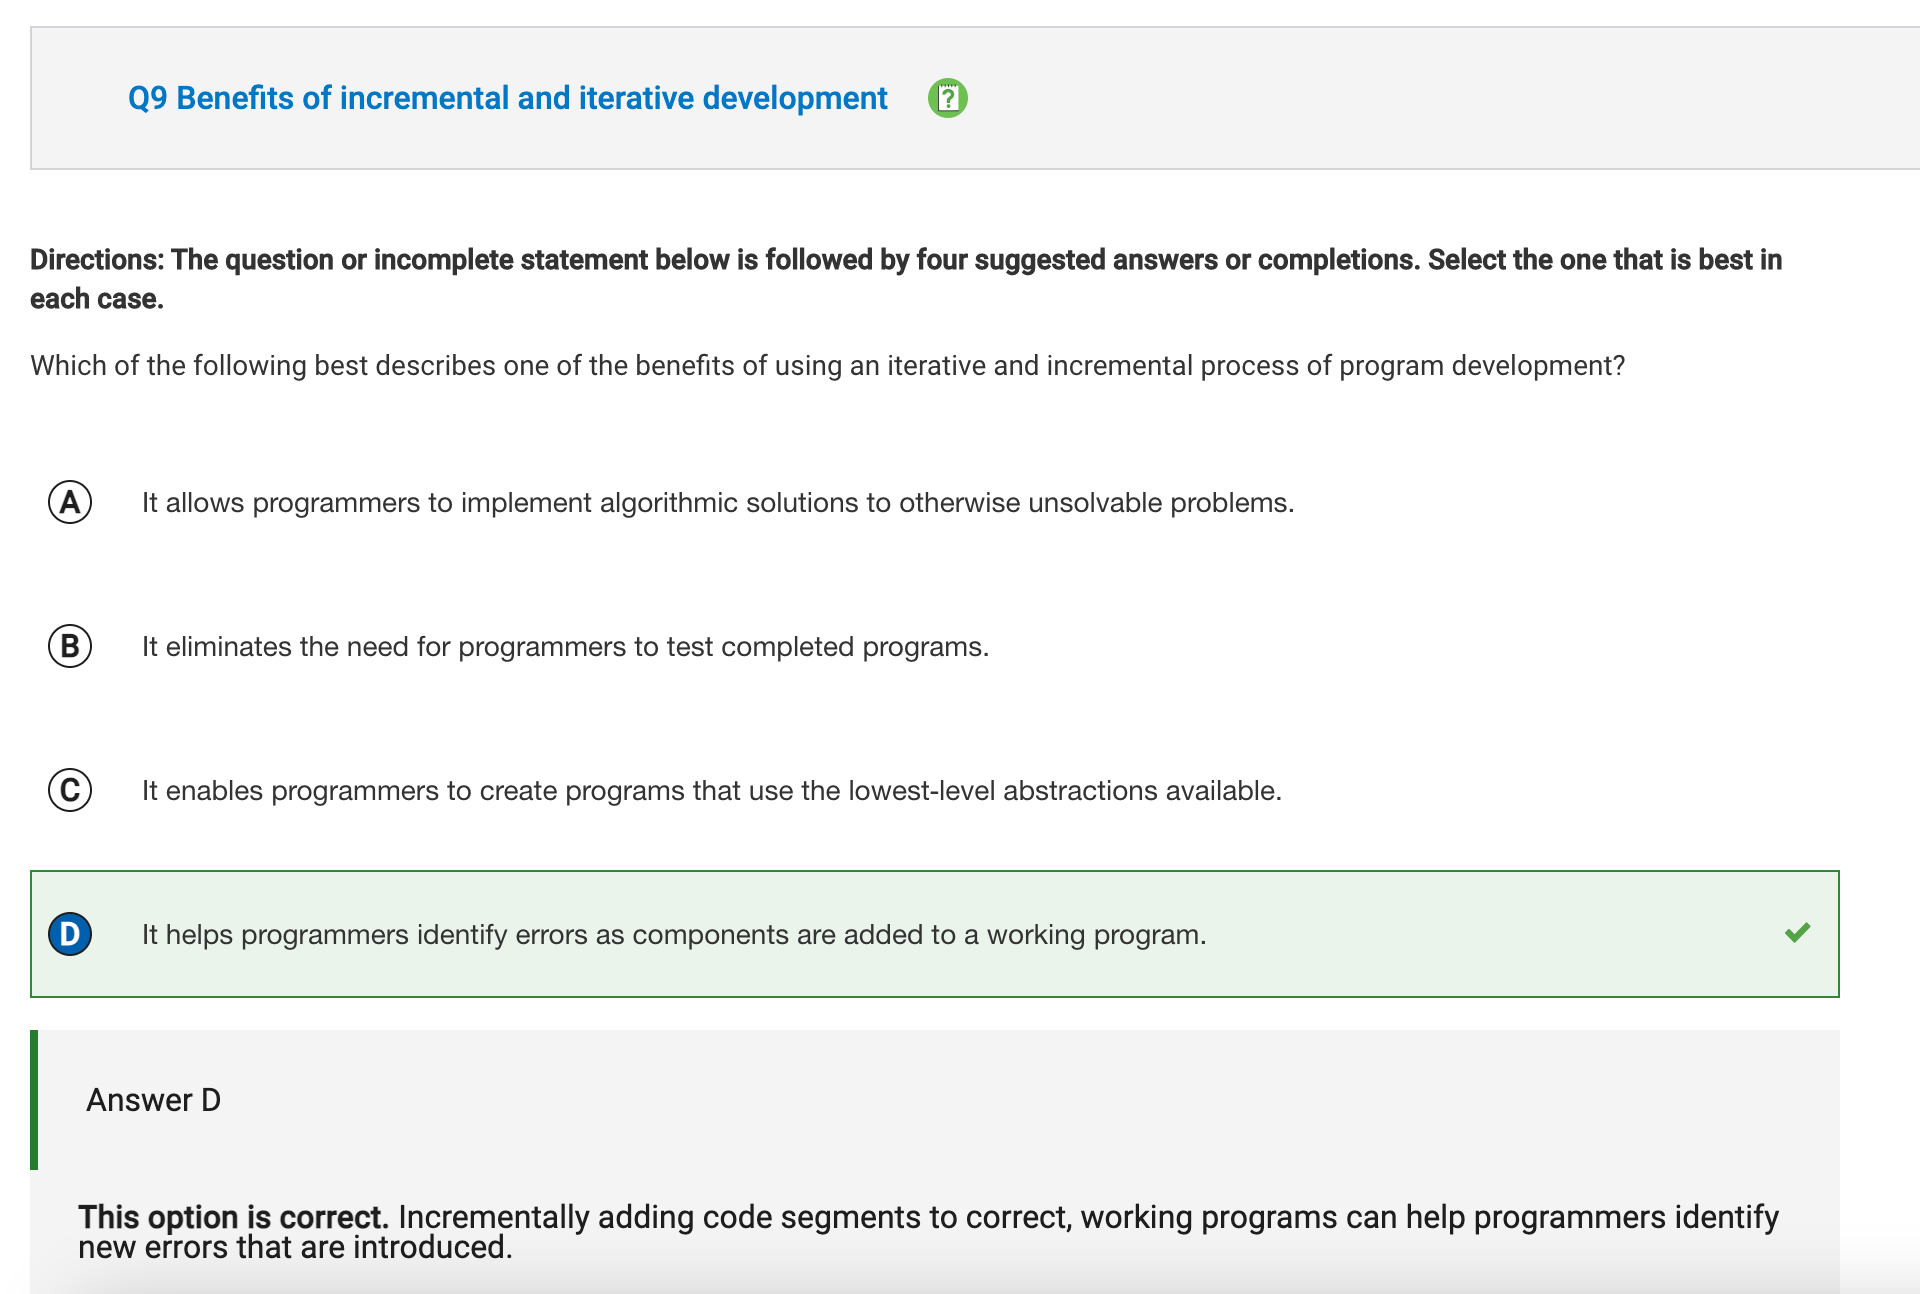 Q9 Benefits of incremental and iterative development
?
Directions: The question or incomplete statement below is followed by four suggested answers or completions. Select the one that is best in
each case.
Which of the following best describes one of the benefits of using an iterative and incremental process of program development?
A It allows programmers to implement algorithmic solutions to otherwise unsolvable problems.
B It eliminates the need for programmers to test completed programs.
C It enables programmers to create programs that use the lowest-level abstractions available.
D It helps programmers identify errors as components are added to a working program.
Answer D
This option is correct. Incrementally adding code segments to correct, working programs can help programmers identify
new errors that are introduced.